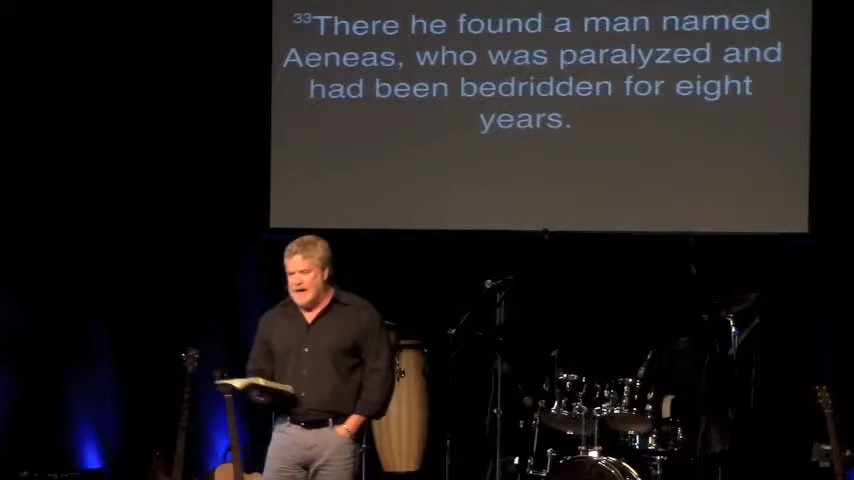 ³³There he found a man named
Aeneas, who was paralyzed and
had been bedridden for eight
years.